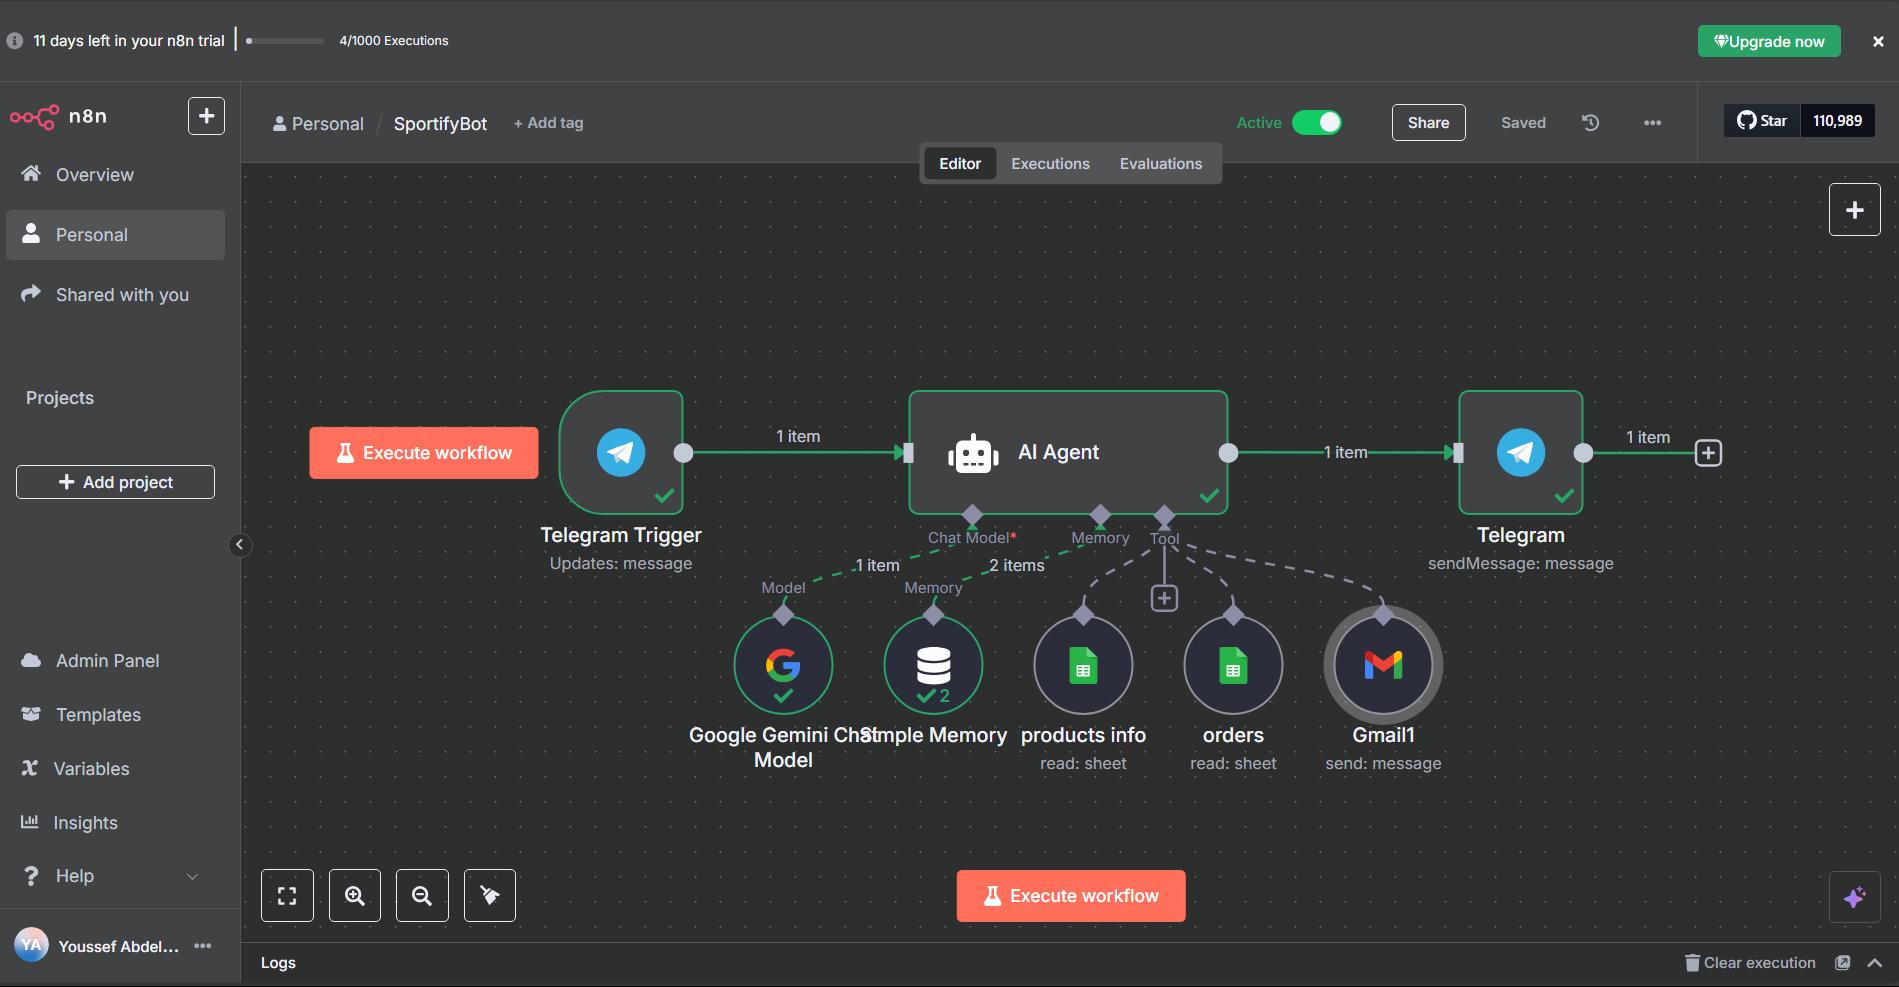 11 days left in your n8n trial
4/1000 Executions
Upgrade now
n8n
Personal / SportifyBot + Add tag
Active
Share
Saved
Star 110,989
Editor Executions Evaluations
Overview
Personal
Shared with you
Projects
Add project
Admin Panel
Templates
Variables
Insights
Help
YA
Youssef Abdel...
Execute workflow
1 item
AI Agent
1 item
1 item
Telegram Trigger
Updates: message
Chat Model*
Memory
Tool
Telegram
sendMessage: message
1 item
2 items
Model
Memory
2
Google Gemini Chat
Model
Simple Memory
products info
read: sheet
orders
read: sheet
Gmail1
send: message
Execute workflow
Logs
Clear execution